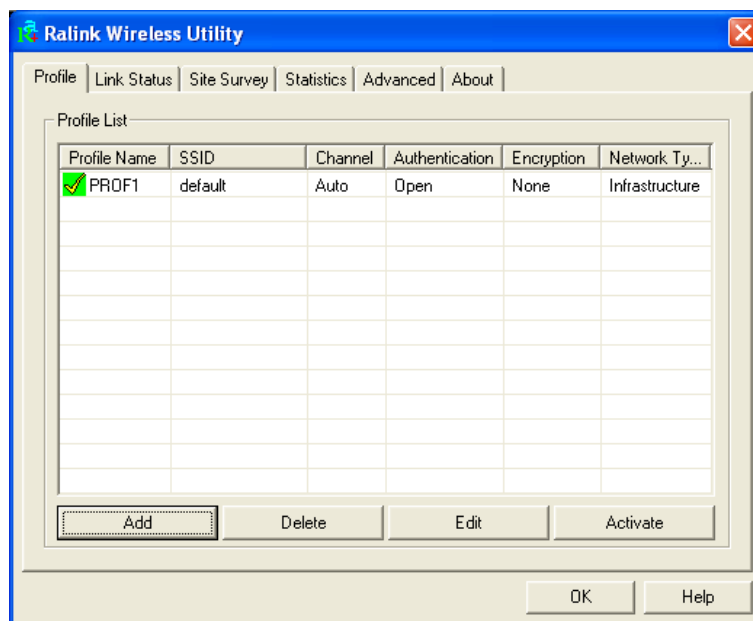 Ralink Wireless Utility
Profile Link Status Site Survey Statistics Advanced About
Profile List
Profile Name SSID Channel Authentication Encryption Network Ty...
PROF1 default Auto Open None Infrastructure
Add Delete Edit Activate
OK Help